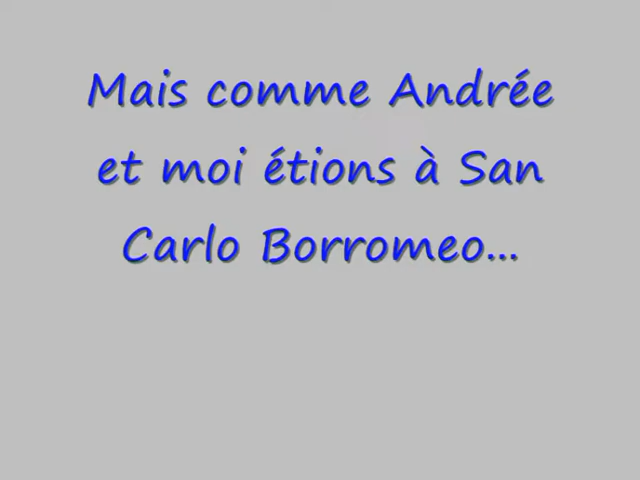 Mais comme Andrée
et moi étions à San
Carlo Borromeo...